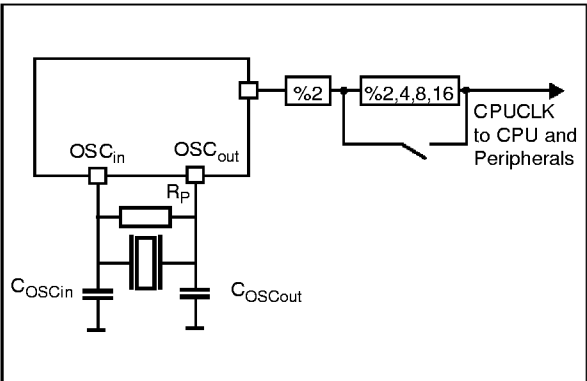 %2
%2,4,8,16
CPUCLK
to CPU and
Peripherals
OSCin
OSCout
RP
COSCin
COSCout